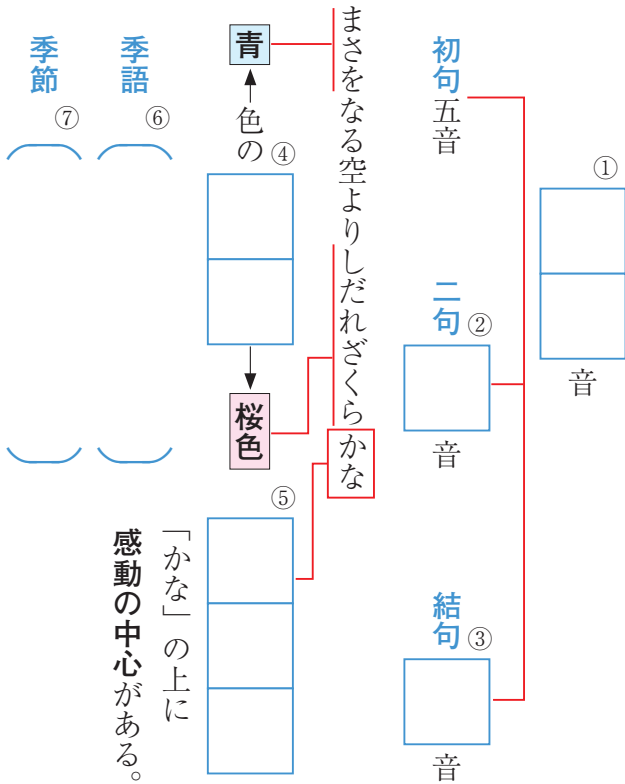 ①音
初句五音
二句②音
結句③音
まさをなる空よりしだれざくらかな
青
色の④
桜色
⑤
「かな」の上に
感動の中心がある。
季語⑥
季節⑦